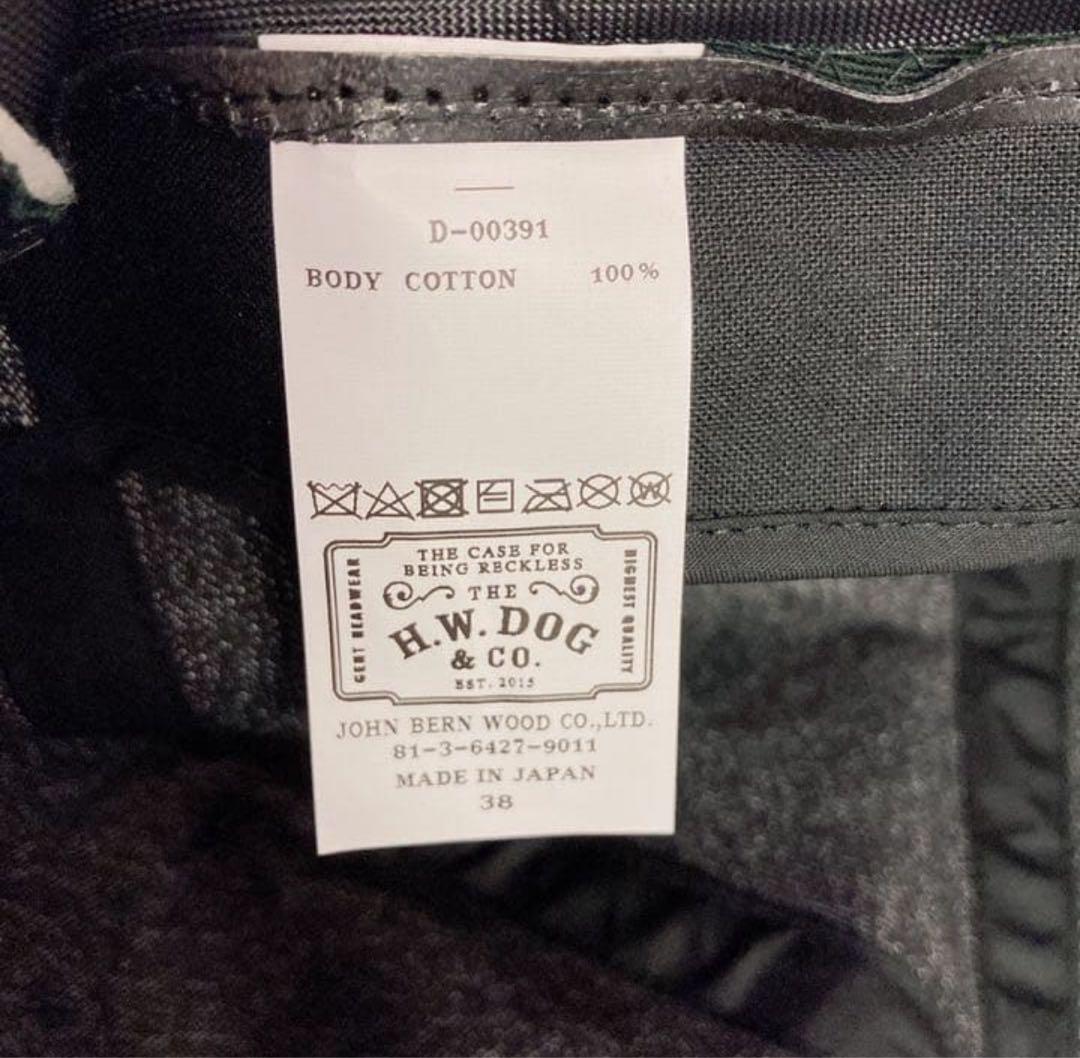 D-00391
BODY COTTON 100%
W
THE CASE FOR
BEING RECKLESS
GENT HEADWEAR
THE
H.W. DOG
& CO.
EST. 2015
HIGHEST QUALITY
JOHN BERN WOOD CO.,LTD.
81-3-6427-9011
MADE IN JAPAN
38